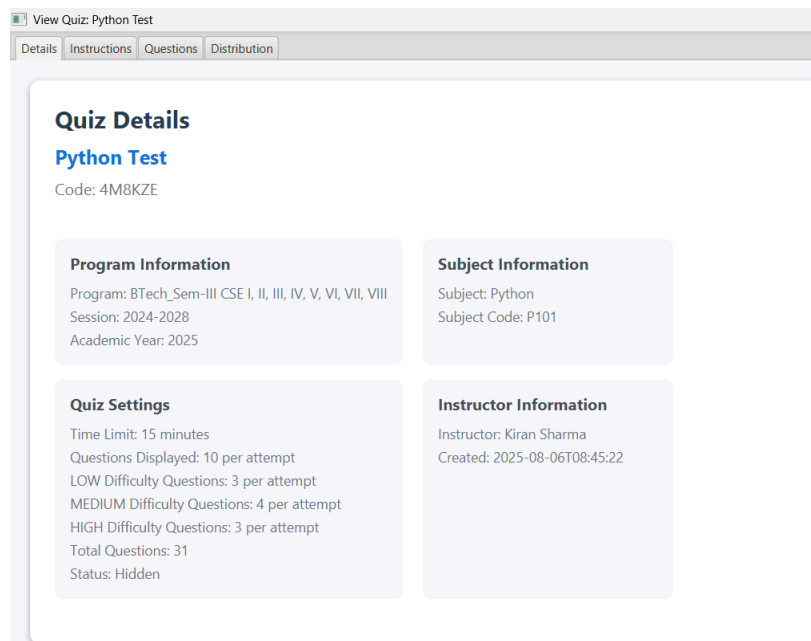 View Quiz: Python Test
Details Instructions Questions Distribution
Quiz Details
Python Test
Code: 4M8KZE
Program Information
Program: BTech_Sem-III CSE I, II, III, IV, V, VI, VII, VIII
Session: 2024-2028
Academic Year: 2025
Subject Information
Subject: Python
Subject Code: P101
Quiz Settings
Time Limit: 15 minutes
Questions Displayed: 10 per attempt
LOW Difficulty Questions: 3 per attempt
MEDIUM Difficulty Questions: 4 per attempt
HIGH Difficulty Questions: 3 per attempt
Total Questions: 31
Status: Hidden
Instructor Information
Instructor: Kiran Sharma
Created: 2025-08-06T08:45:22